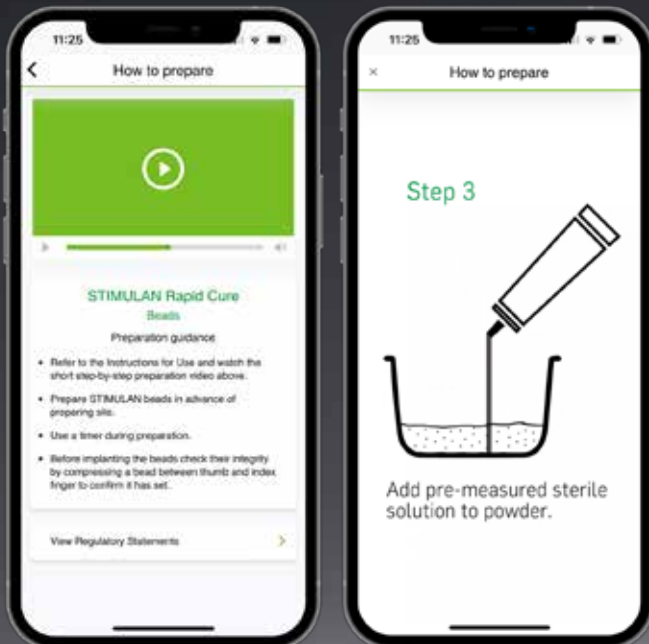 11:25
How to prepare
STIMULAN Rapid Cure
Beads
Preparation guidance
• Refer to the Instructions for Use and watch the
short step-by-step preparation video above.
• Prepare STIMULAN beads in advance of
preparing site.
• Use a timer during preparation.
• Before implanting the beads check their integrity
by compressing a bead between thumb and index
finger to confirm it has set.
View Regulatory Statements
11:25
How to prepare
Step 3
Add pre-measured sterile
solution to powder.